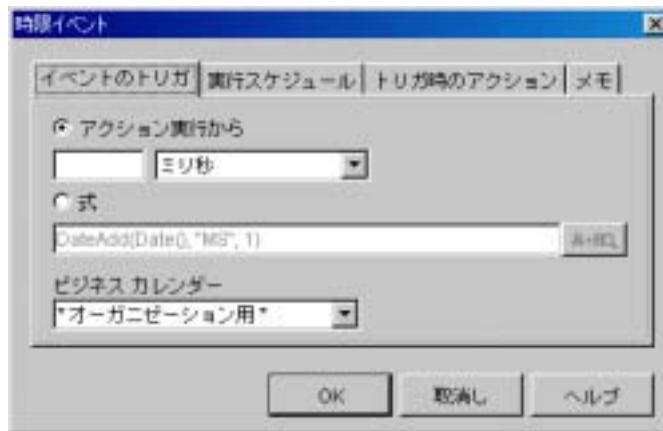 時限イベント
イベントのトリガ 実行スケジュール トリガ時のアクション メモ
アクション実行から
ミリ秒
式
DateAdd(Date(), "MS", 1)
ビジネス カレンダー
*オーガニゼーション用*
OK 取消し ヘルプ